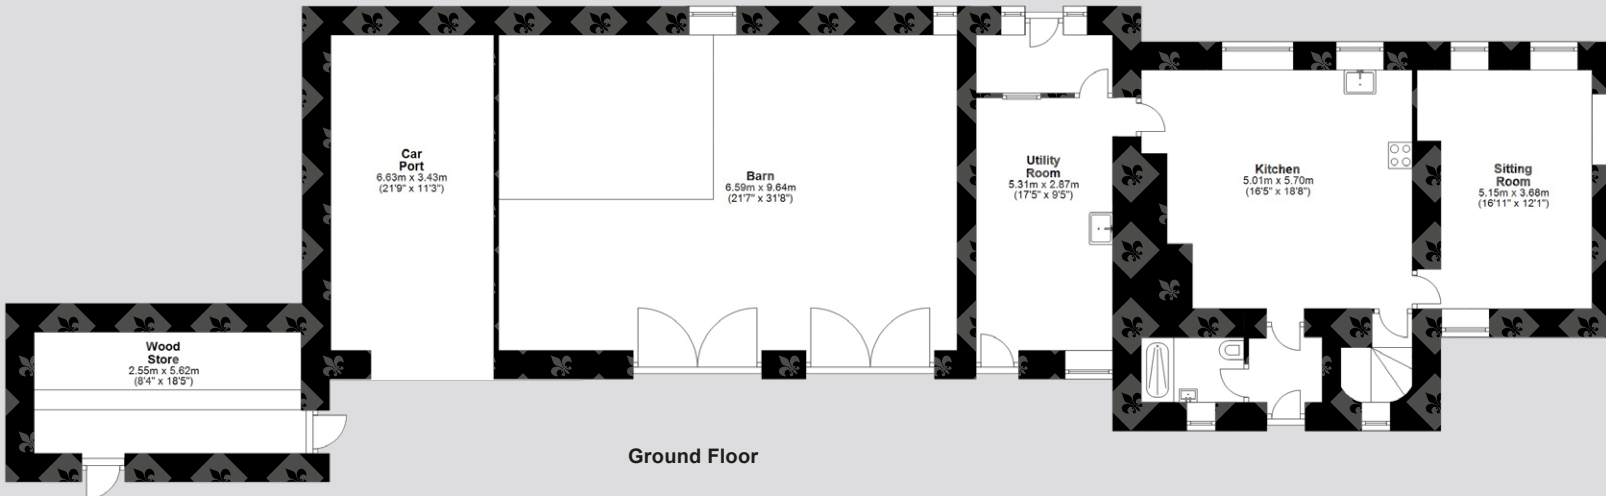 Car
Port
6.63m x 3.43m
(21'9" x 11'3")
Barn
6.59m x 9.64m
(21'7" x 31'8")
Utility
Room
5.31m x 2.87m
(17'5" x 9'5")
Kitchen
5.01m x 5.70m
(16'5" x 18'8")
Sitting
Room
5.15m x 3.68m
(16'11" x 12'1")
Wood
Store
2.55m x 5.62m
(8'4" x 18'5")
Ground Floor